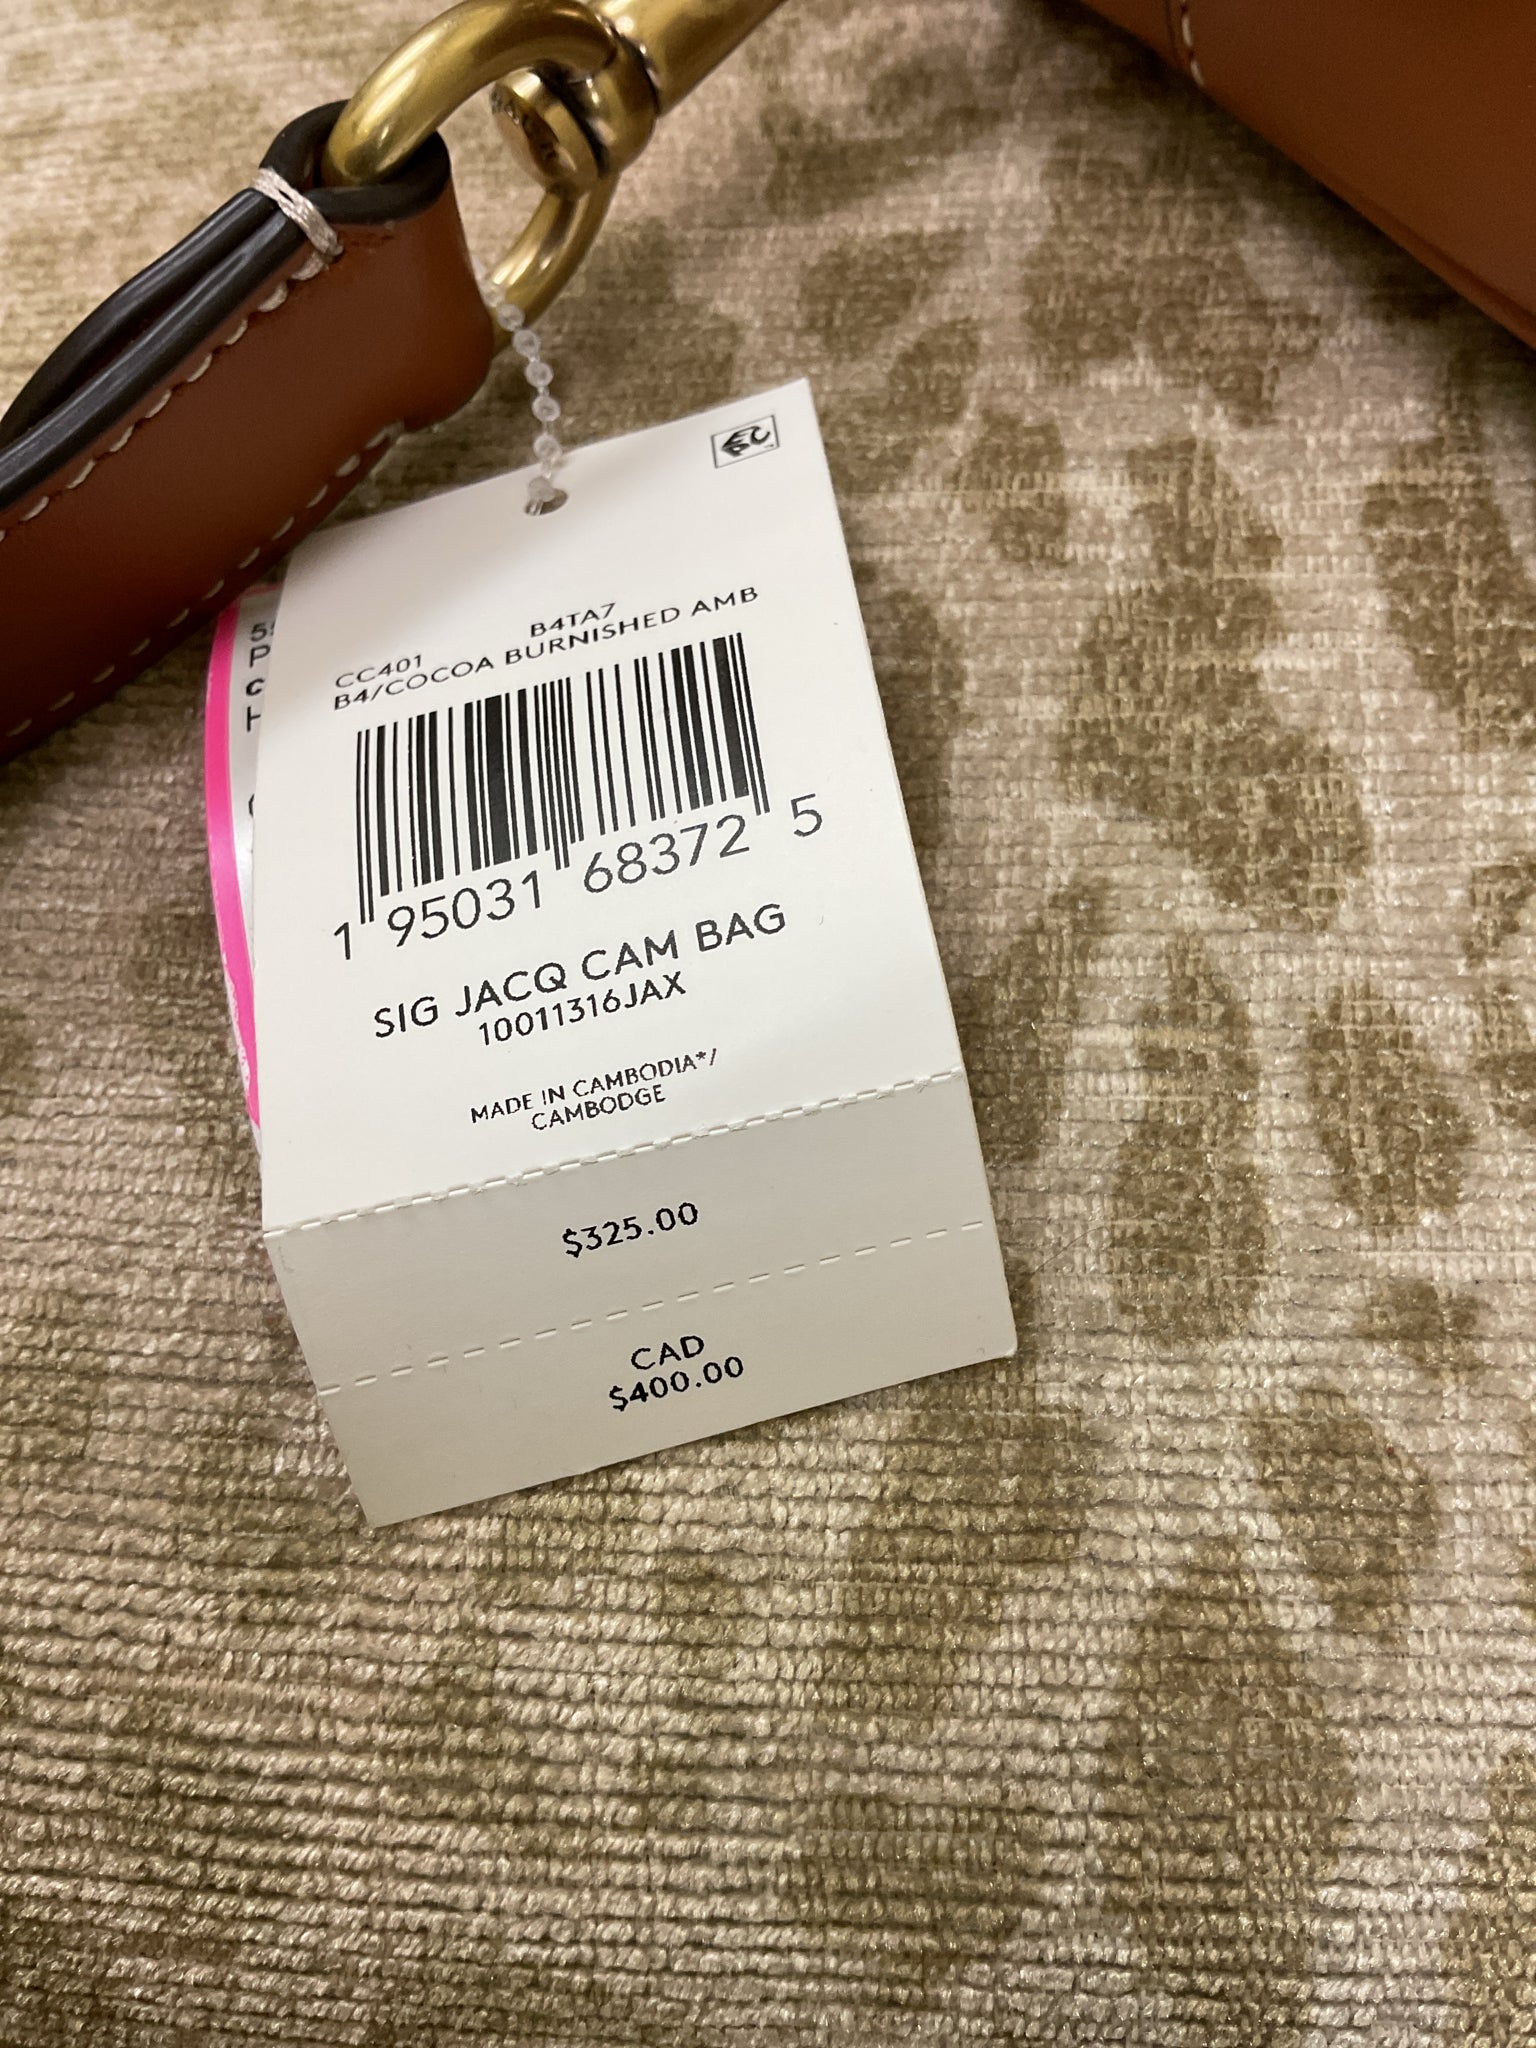 B4TA7
CC401
B4/COCOA BURNISHED AMB
1 95031 68372 5
SIG JACQ CAM BAG
10011316JAX
MADE IN CAMBODIA*/
CAMBODGE
$325.00
CAD
$400.00